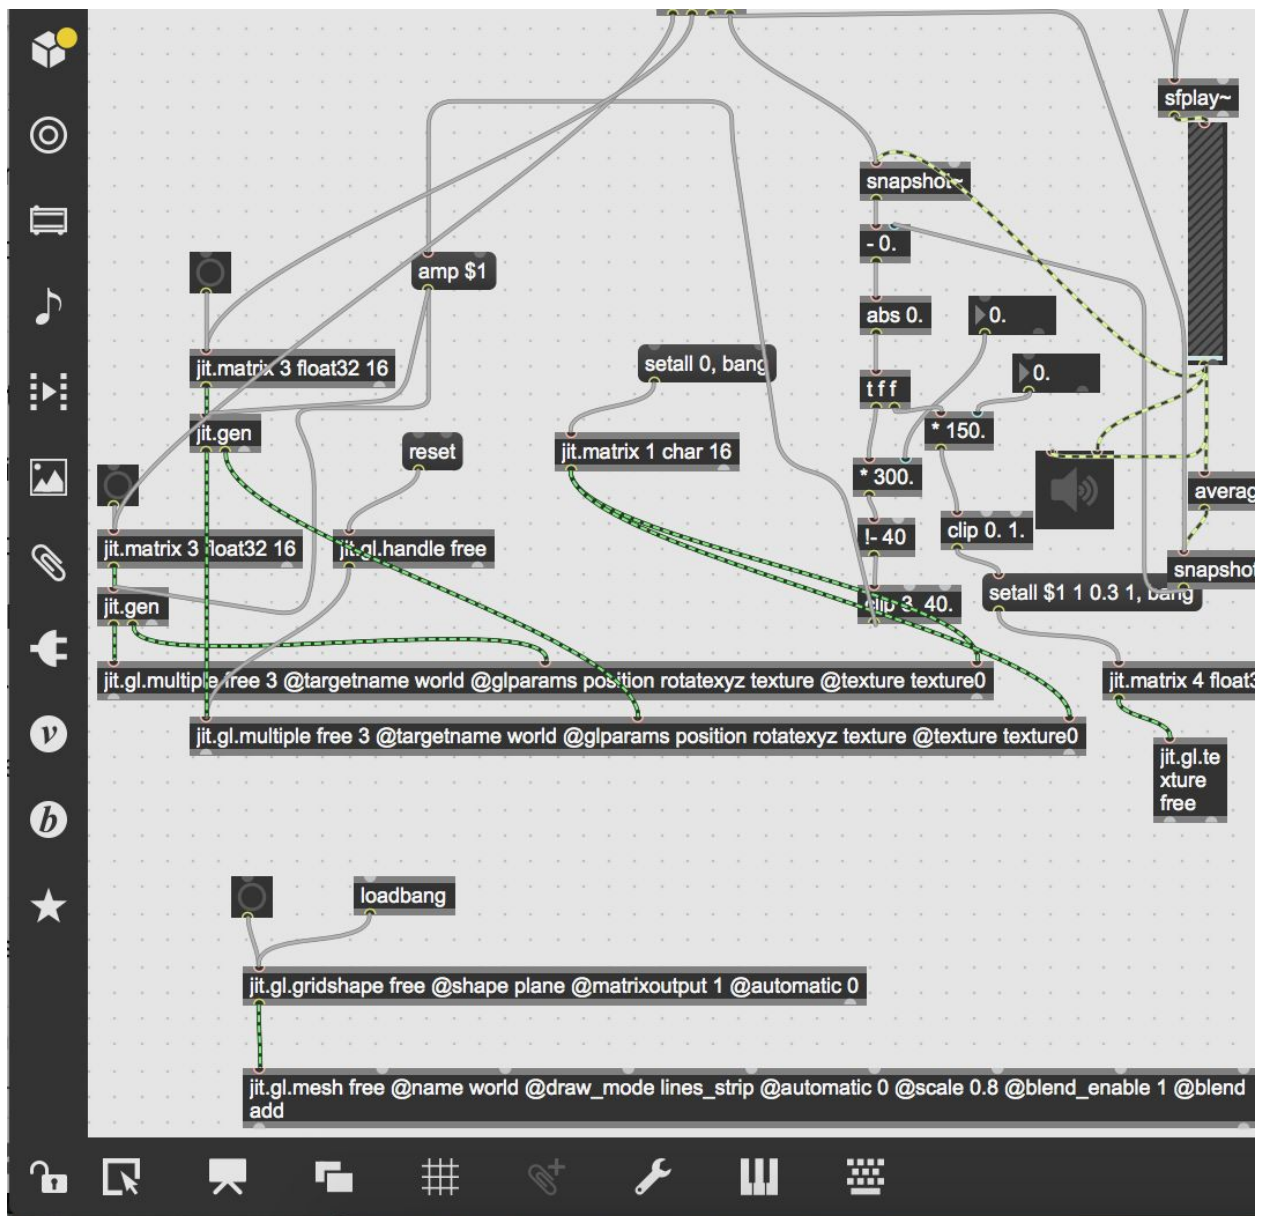 sfplay~
snapshot~
- 0.
amp $1
abs 0.
0.
setall 0, bang
jit.matrix 3 float32 16
0.
t f f
jit.gen
* 150.
reset
jit.matrix 1 char 16
* 300.
averag
clip 0. 1.
!- 40
jit.matrix 3 float32 16
jit.gl.handle free
snapshot
setall $1 1 0.3 1, bang
jit.gen
clip 3. 40.
jit.gl.multiple free 3 @targetname world @glparams position rotatexyz texture @texture texture0
jit.matrix 4 float3
jit.gl.multiple free 3 @targetname world @glparams position rotatexyz texture @texture texture0
jit.gl.te
xture
free
v
b
loadbang
jit.gl.gridshape free @shape plane @matrixoutput 1 @automatic 0
jit.gl.mesh free @name world @draw_mode lines_strip @automatic 0 @scale 0.8 @blend_enable 1 @blend
add